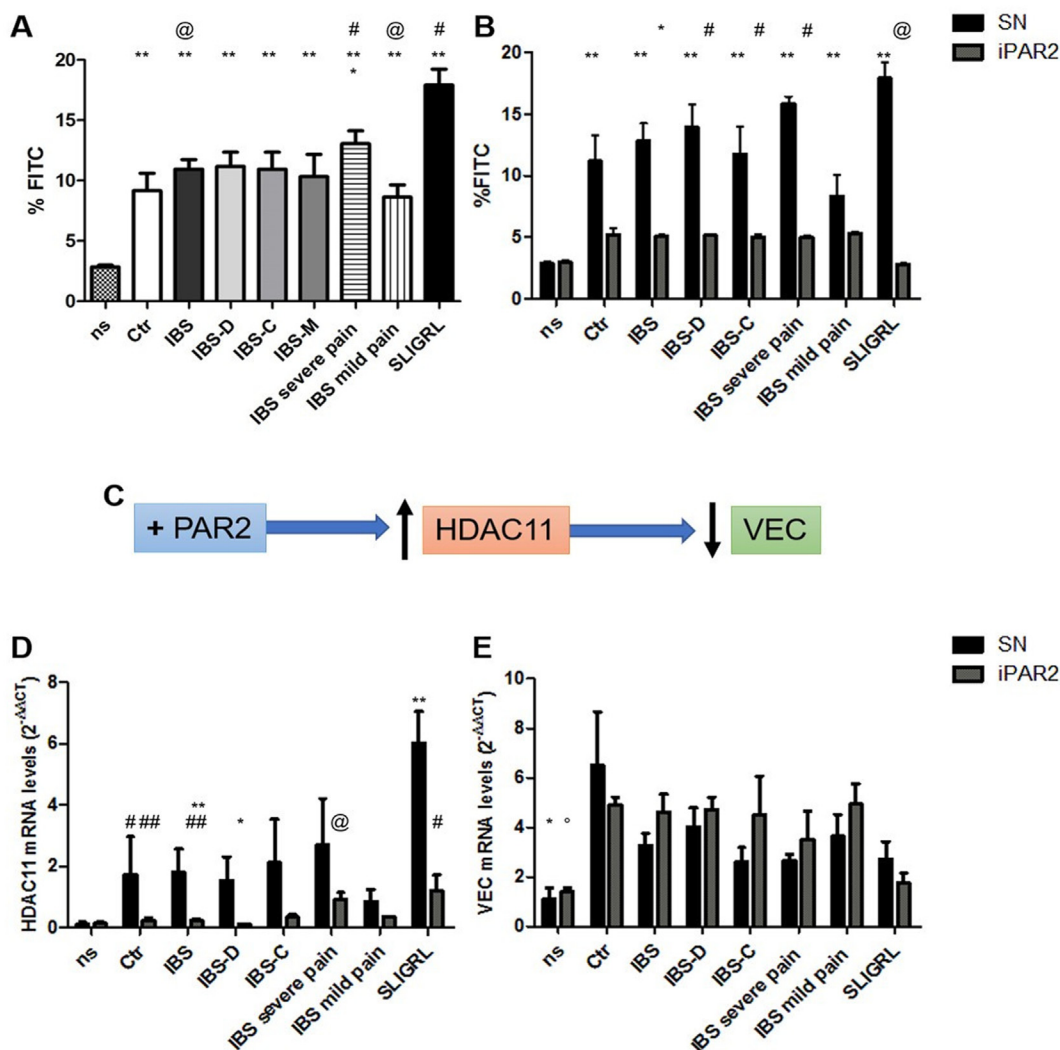 A
@ # @ #
** ** ** ** ** ** ** **
*
20
15
10
5
0
% FITC
ns
Ctr
IBS
IBS-D
IBS-C
IBS-M
IBS severe pain
IBS mild pain
SLIGRL
B
* # # # @
** ** ** ** ** ** **
20
15
10
5
0
%FITC
ns
Ctr
IBS
IBS-D
IBS-C
IBS severe pain
IBS mild pain
SLIGRL
SN
iPAR2
C
+ PAR2
HDAC11
VEC
D
HDAC11 mRNA levels (2^-ΔΔCT)
8
6
4
2
0
**
**
# ## ## * @ #
ns
Ctr
IBS
IBS-D
IBS-C
IBS severe pain
IBS mild pain
SLIGRL
E
VEC mRNA levels (2^-ΔΔCT)
10
8
6
4
2
0
* °
ns
Ctr
IBS
IBS-D
IBS-C
IBS severe pain
IBS mild pain
SLIGRL
SN
iPAR2